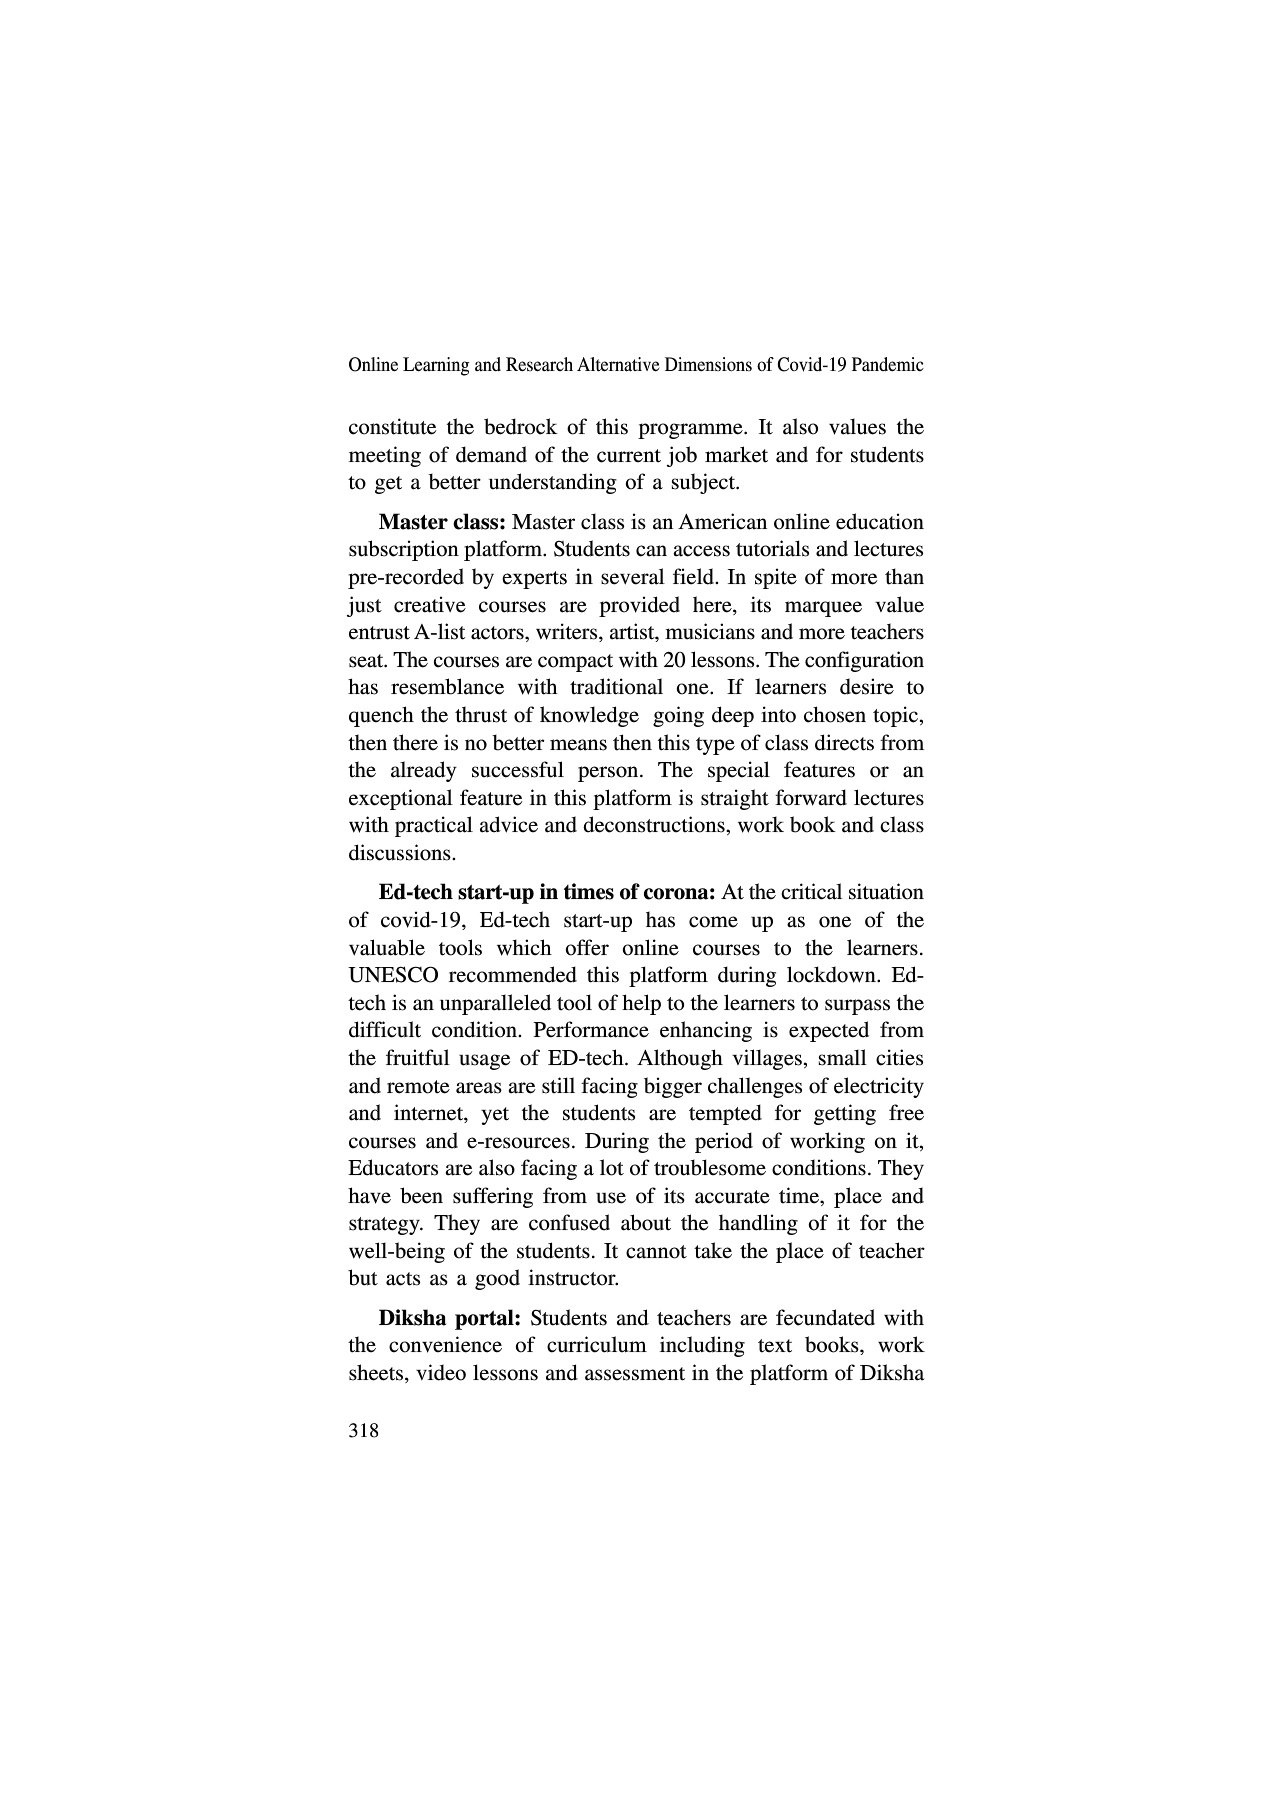 Online Learning and Research Alternative Dimensions of Covid-19 Pandemic
constitute the bedrock of this programme. It also values the
meeting of demand of the current job market and for students
to get a better understanding of a subject.
Master class: Master class is an American online education
subscription platform. Students can access tutorials and lectures
pre-recorded by experts in several field. In spite of more than
just creative courses are provided here, its marquee value
entrust A-list actors, writers, artist, musicians and more teachers
seat. The courses are compact with 20 lessons. The configuration
has resemblance with traditional one. If learners desire to
quench the thrust of knowledge going deep into chosen topic,
then there is no better means then this type of class directs from
the already successful person. The special features or an
exceptional feature in this platform is straight forward lectures
with practical advice and deconstructions, work book and class
discussions.
Ed-tech start-up in times of corona: At the critical situation
of covid-19, Ed-tech start-up has come up as one of the
valuable tools which offer online courses to the learners.
UNESCO recommended this platform during lockdown. Ed-
tech is an unparalleled tool of help to the learners to surpass the
difficult condition. Performance enhancing is expected from
the fruitful usage of ED-tech. Although villages, small cities
and remote areas are still facing bigger challenges of electricity
and internet, yet the students are tempted for getting free
courses and e-resources. During the period of working on it,
Educators are also facing a lot of troublesome conditions. They
have been suffering from use of its accurate time, place and
strategy. They are confused about the handling of it for the
well-being of the students. It cannot take the place of teacher
but acts as a good instructor.
Diksha portal: Students and teachers are fecundated with
the convenience of curriculum including text books, work
sheets, video lessons and assessment in the platform of Diksha
318